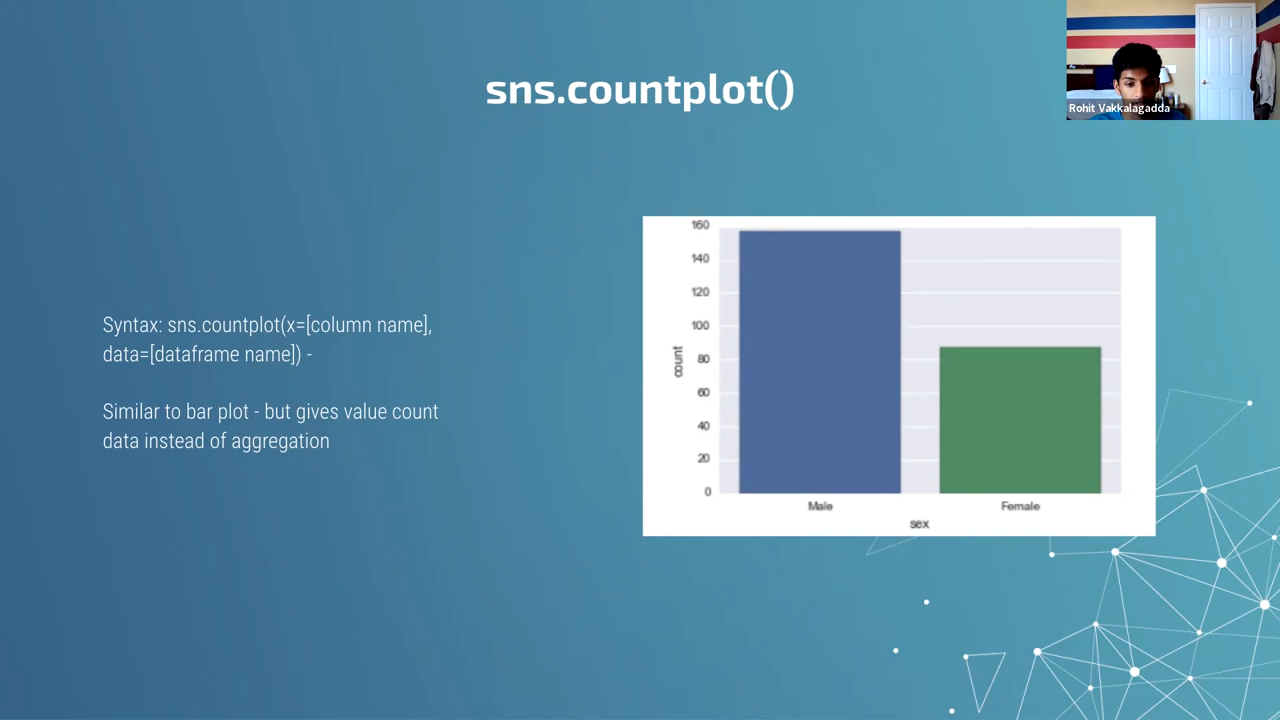 sns.countplot()
Rohit Vakkalagadda
Syntax: sns.countplot(x=[column name],
data=[dataframe name]) -
Similar to bar plot - but gives value count
data instead of aggregation
160
140
120
100
80
60
40
20
0
count
Male
Female
sex